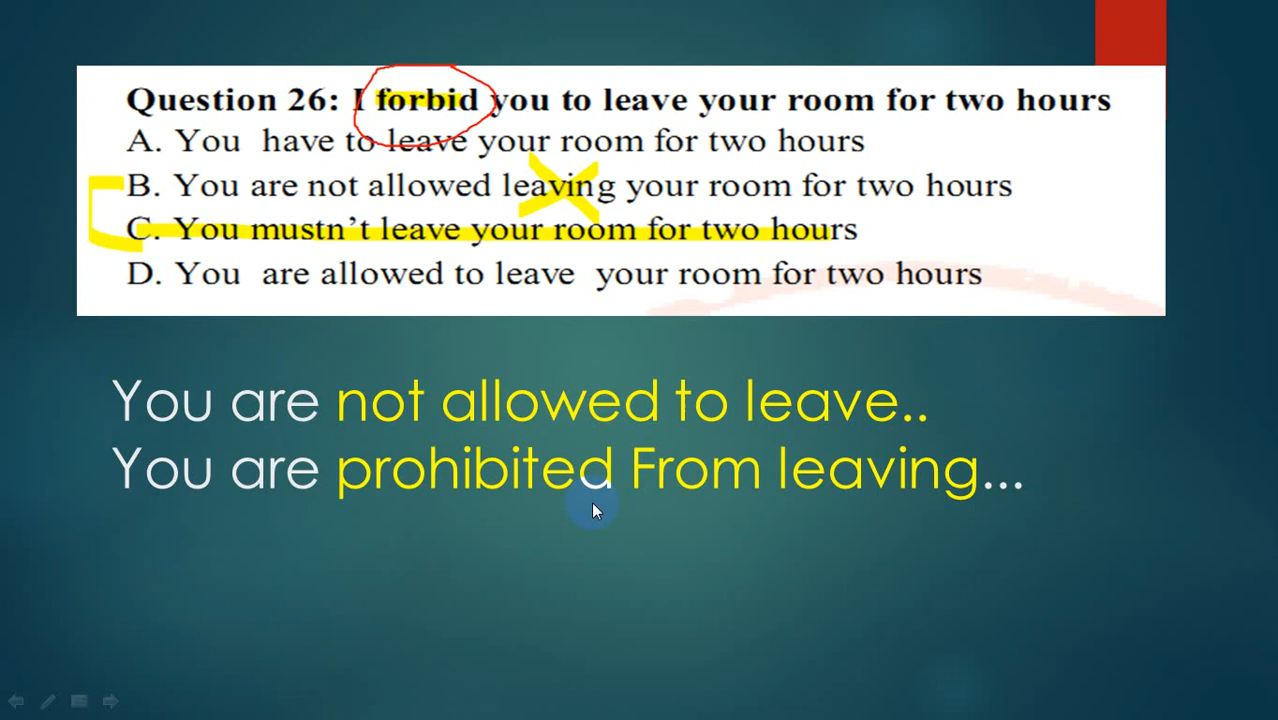 Question 26: I forbid you to leave your room for two hours
A. You have to leave your room for two hours
B. You are not allowed leaving your room for two hours
C. You mustn’t leave your room for two hours
D. You are allowed to leave your room for two hours
You are not allowed to leave..
You are prohibited From leaving...